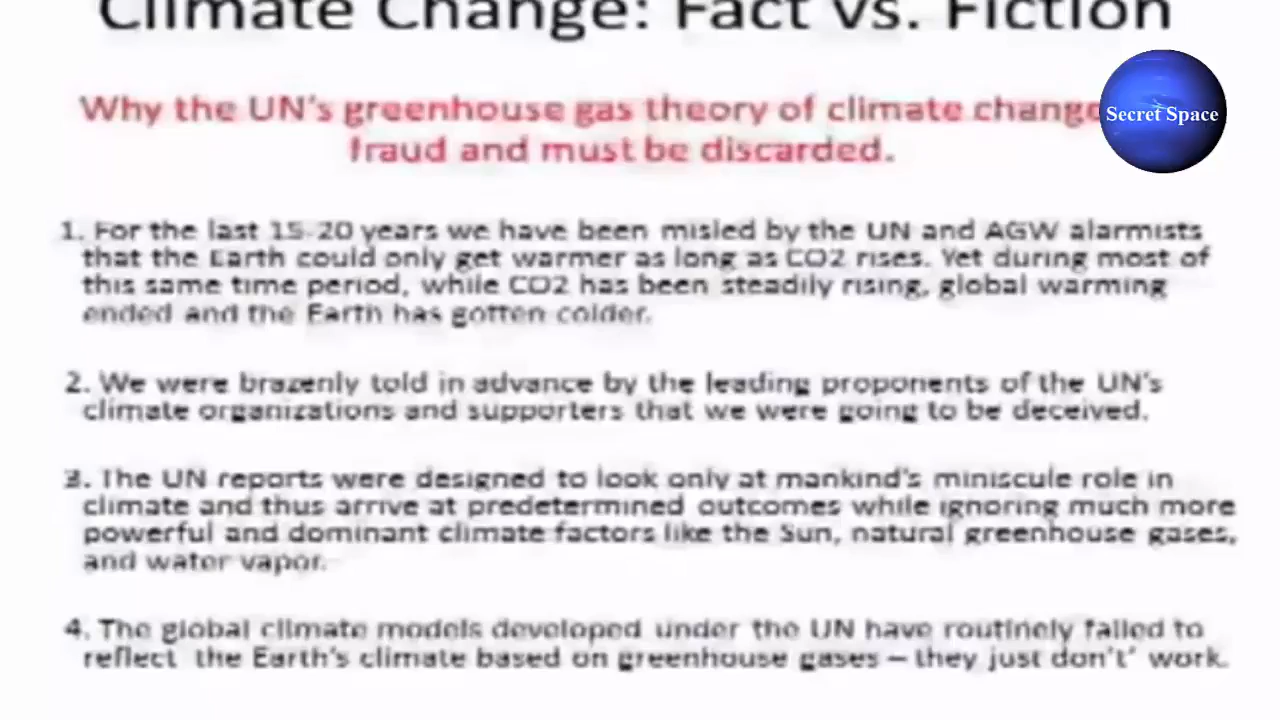 Climate Change: Fact vs. Fiction
Why the UN's greenhouse gas theory of climate change
Secret Space
fraud and must be discarded.
1. For the last 15-20 years we have been misled by the UN and AGW alarmists
that the Earth could only get warmer as long as CO2 rises. Yet during most of
this same time period, while CO2 has been steadily rising, global warming
ended and the Earth has gotten colder.
2. We were brazenly told in advance by the leading proponents of the UN's
climate organizations and supporters that we were going to be deceived.
3. The UN reports were designed to look only at mankind's miniscule role in
climate and thus arrive at predetermined outcomes while ignoring much more
powerful and dominant climate factors like the Sun, natural greenhouse gases,
and water vapor.
4. The global climate models developed under the UN have routinely failed to
reflect the Earth's climate based on greenhouse gases – they just don't' work.